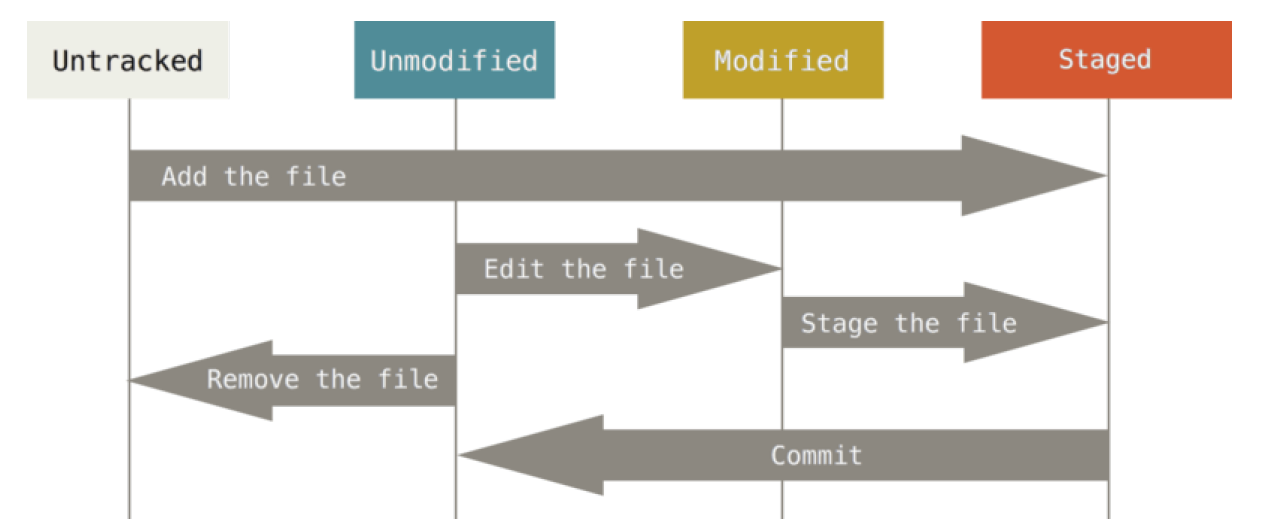 Untracked
Unmodified
Modified
Staged
Add the file
Edit the file
Stage the file
Remove the file
Commit